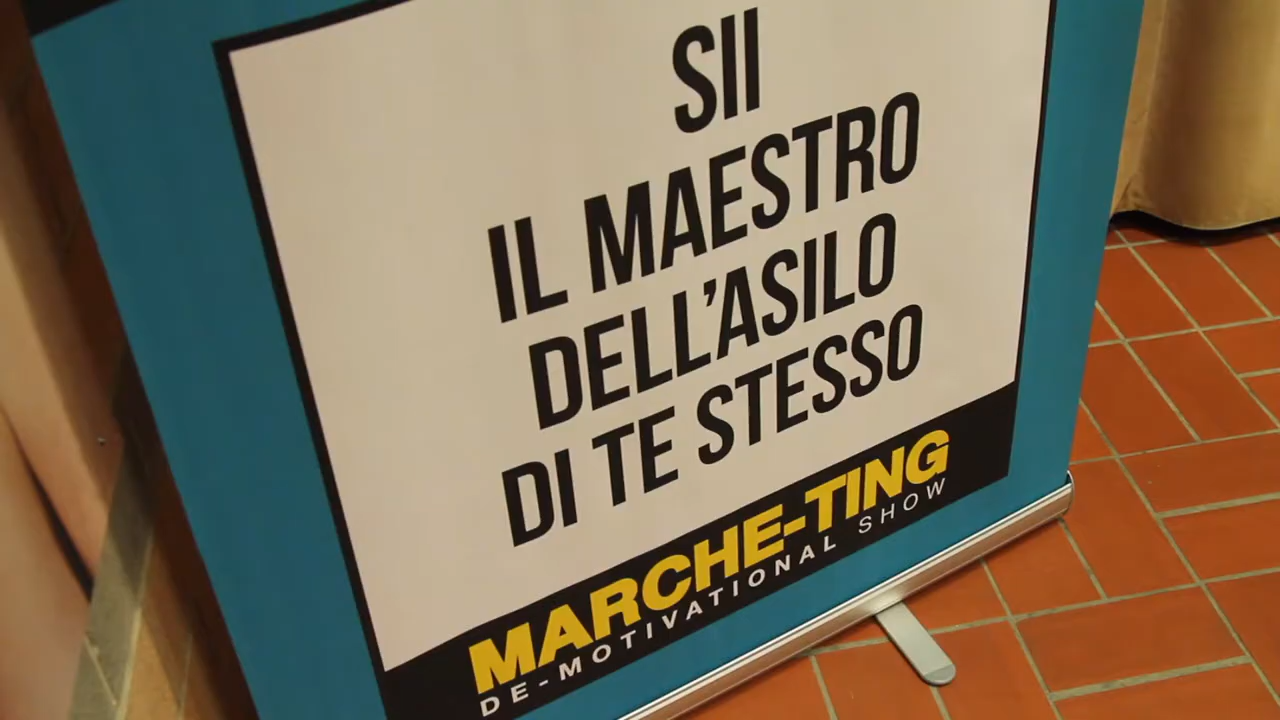 SII
IL MAESTRO
DELL'ASILO
DI TE STESSO
MARCHE-TING
DE-MOTIVATIONAL SHOW